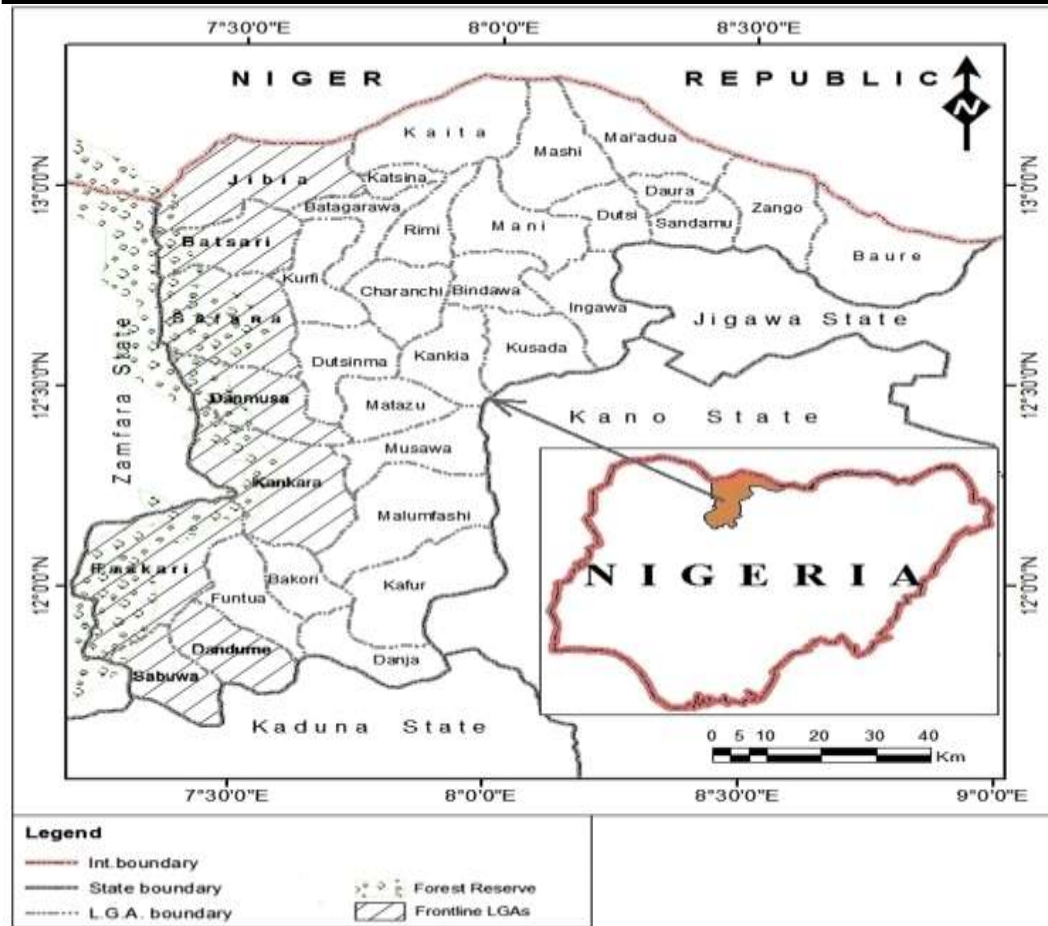 7°30'0"E 8°0'0"E 8°30'0"E
NIGER REPUBLIC
N
Kaita
Mashi
Mai'adua
Jibia
Katsina
13°0'0"N
13°0'0"N
Daura
Batagarawa
Zango
Dutsi
Sandamu
Rimi
Mani
Batsari
Baure
Kurfi
Charanchi
Bindawa
Ingawa
Safana
Jigawa State
Zamfara State
Dutsinma
Kankia
Kusada
12°30'0"N
12°30'0"N
Danmusa
Matazu
Kano State
Musawa
Kankara
Malumfashi
NIGERIA
Faskari
Bakori
Kafur
12°0'0"N
12°0'0"N
Funtua
Dandume
Danja
Sabuwa
Kaduna State
0 5 10 20 30 40
Km
7°30'0"E 8°0'0"E 8°30'0"E 9°0'0"E
Legend
Int.boundary
State boundary
L.G.A. boundary
Forest Reserve
Frontline LGAs